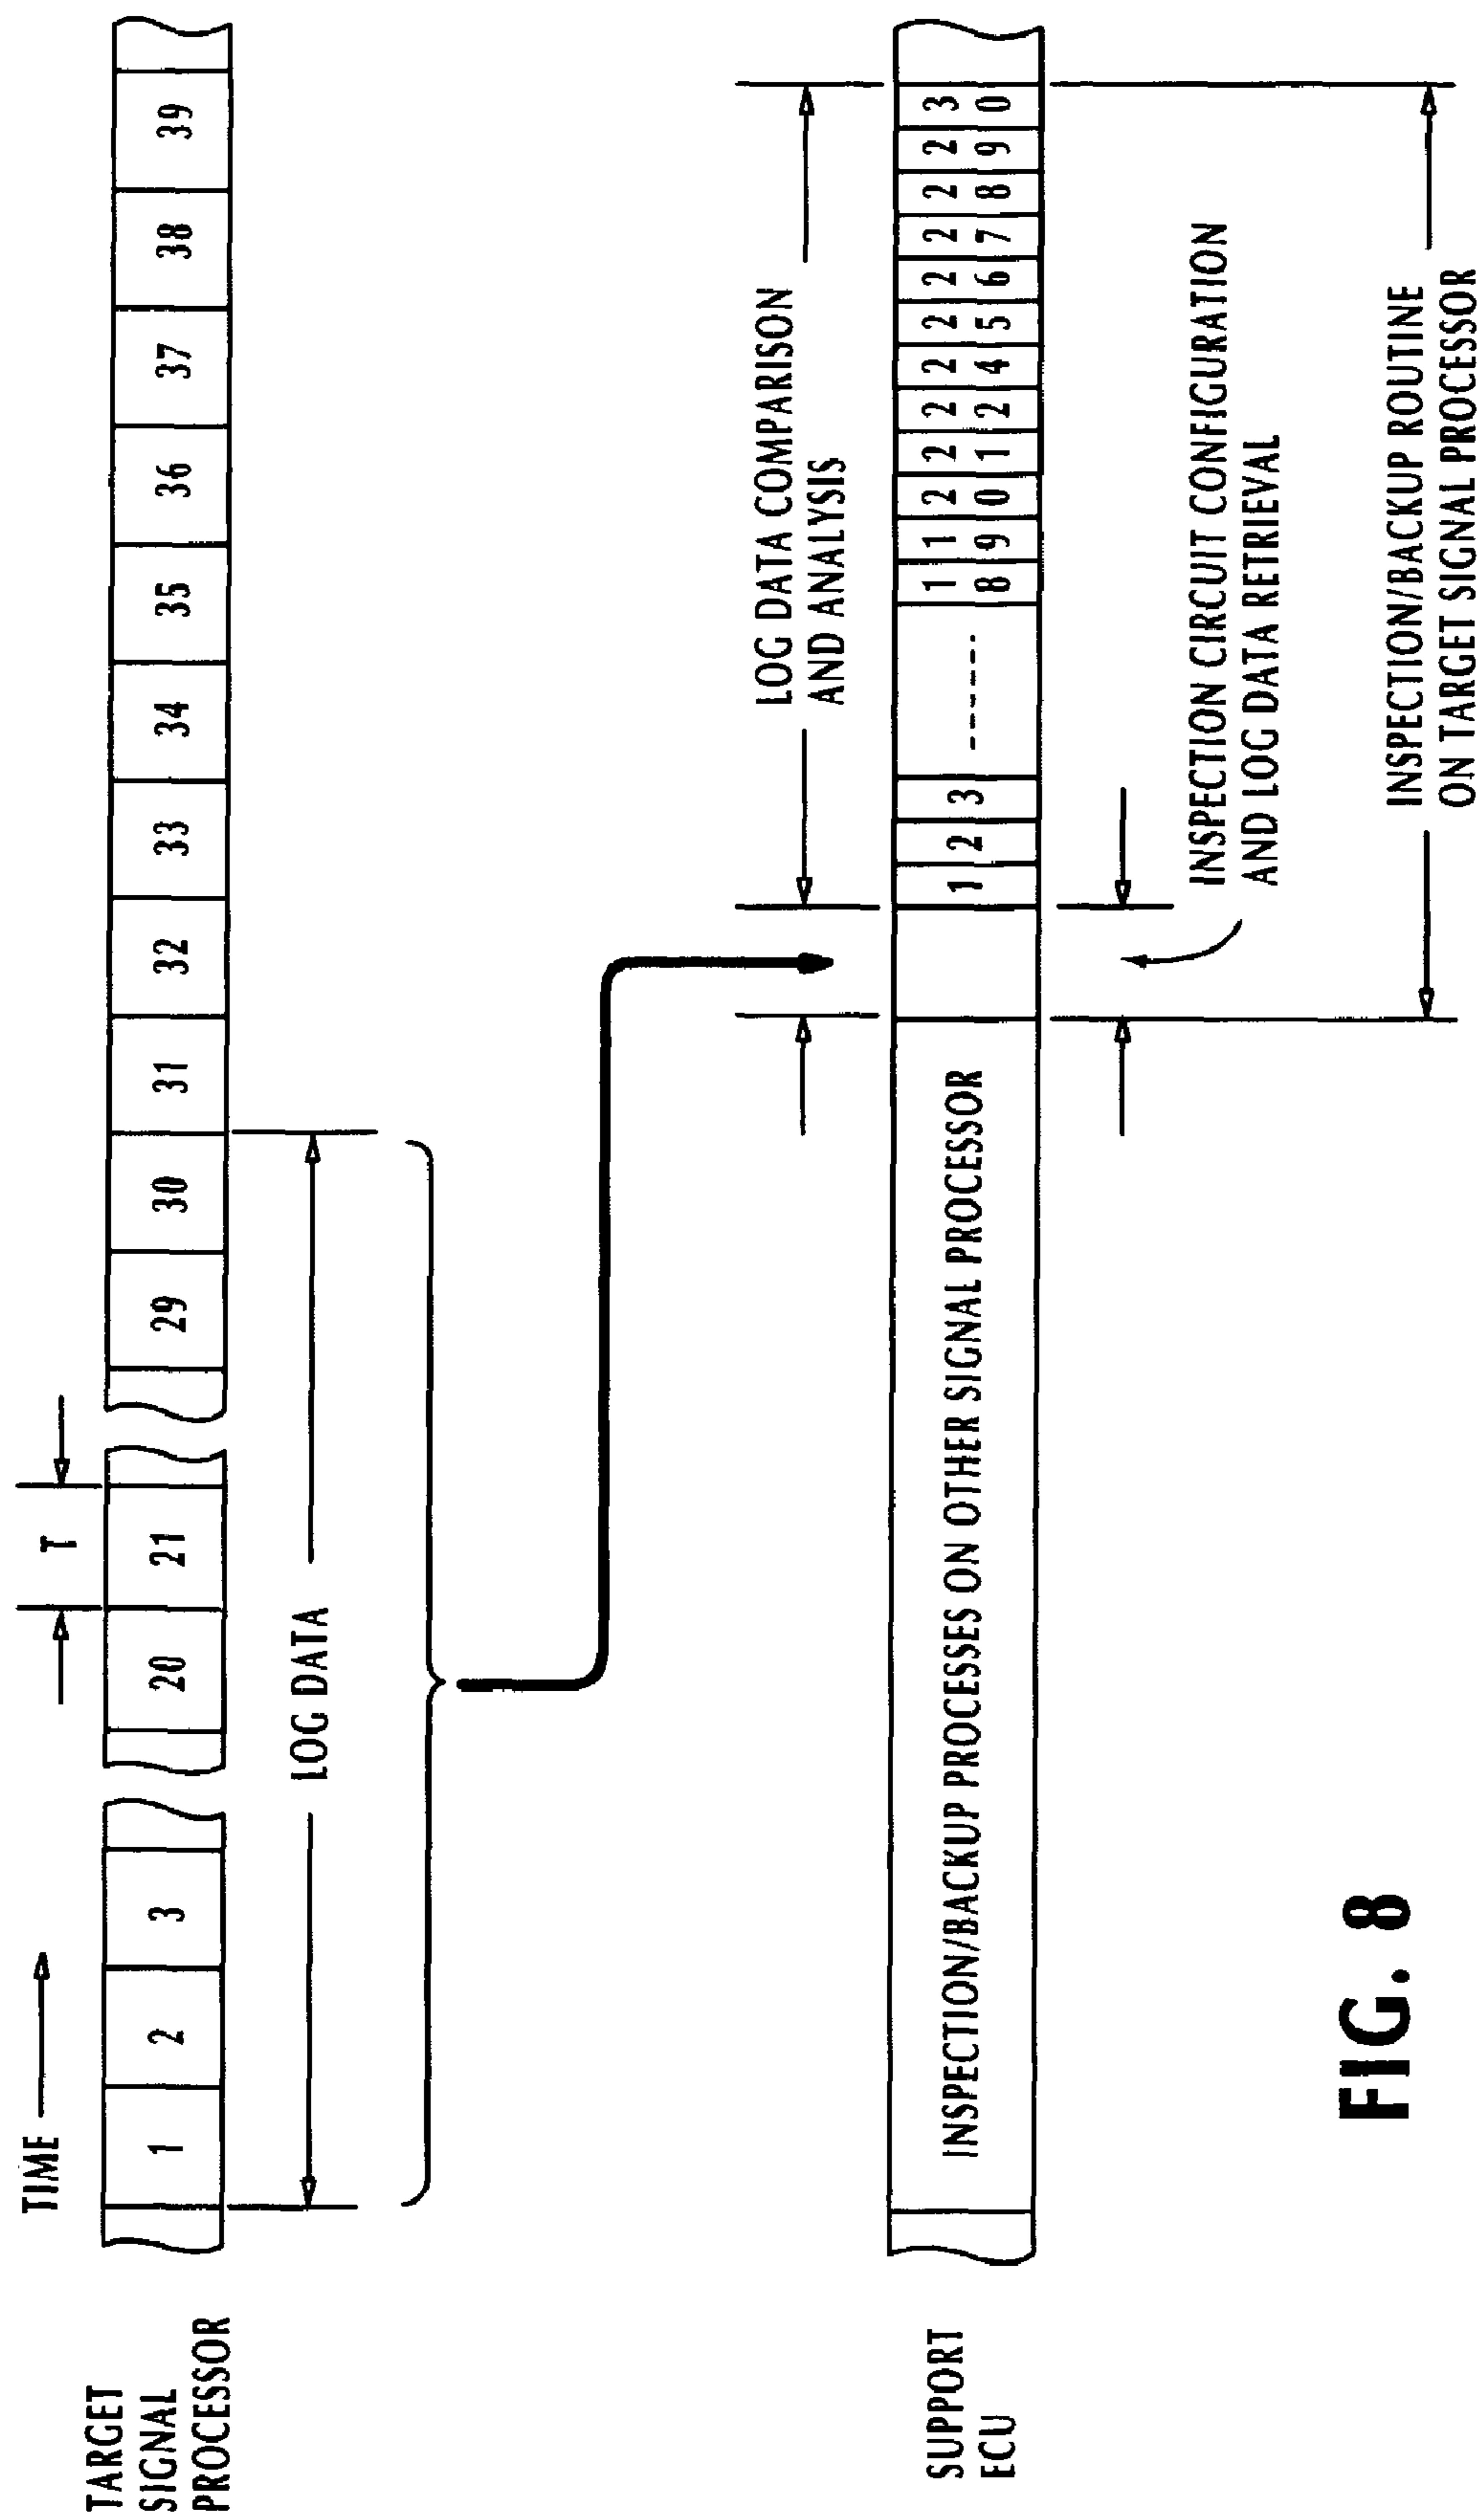 TIME
T
TARGET
SIGNAL
PROCESSOR
1 2 3 20 21 29 30 31 32 33 34 35 36 37 38 39
LOG DATA
LOG DATA COMPARISON
AND ANALYSIS
SUPPORT
ECU
INSPECTION/BACKUP PROCESSES ON OTHER SIGNAL PROCESSOR
1 2 3 ------ 18 19 20 21 22 24 25 26 27 28 29 30
INSPECTION CIRCUIT CONFIGURATION
AND LOG DATA RETRIEVAL
INSPECTION/BACKUP ROUTINE
ON TARGET SIGNAL PROCESSOR
FIG. 8